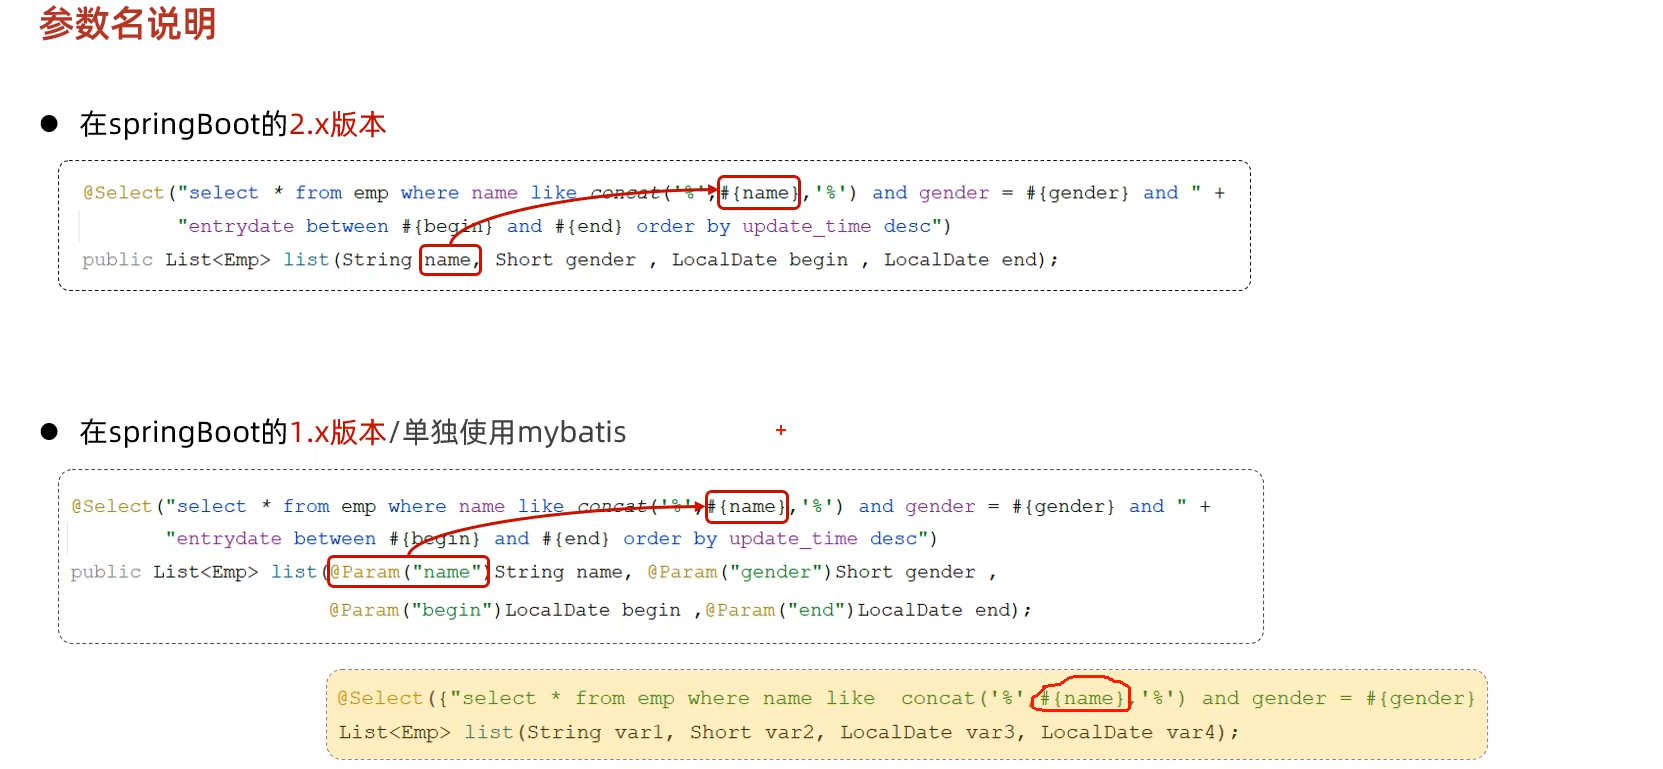 参数名说明
● 在springBoot的2.x版本
@Select("select * from emp where name like concat('%',#{name},'%') and gender = #{gender} and " +
"entrydate between #{begin} and #{end} order by update_time desc")
public List<Emp> list(String name, Short gender , LocalDate begin , LocalDate end);
● 在springBoot的1.x版本/单独使用mybatis
@Select("select * from emp where name like concat('%',#{name},'%') and gender = #{gender} and " +
"entrydate between #{begin} and #{end} order by update_time desc")
public List<Emp> list(@Param("name")String name, @Param("gender")Short gender ,
@Param("begin")LocalDate begin ,@Param("end")LocalDate end);
@Select({"select * from emp where name like concat('%',#{name},'%') and gender = #{gender}
List<Emp> list(String var1, Short var2, LocalDate var3, LocalDate var4);